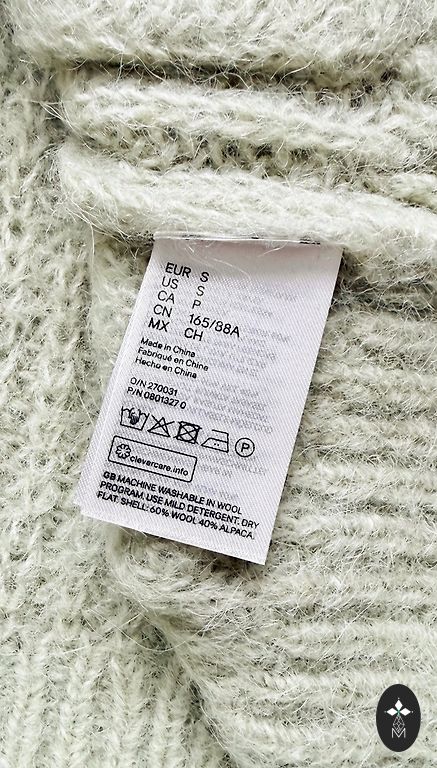 EUR S
US S
CA P
CN 165/88A
MX CH
Made in China
Fabriqué en Chine
Hecho en China
O/N 270031
P/N 0801327 0
P
clevercare.info
GB MACHINE WASHABLE IN WOOL
PROGRAM. USE MILD DETERGENT. DRY
FLAT. SHELL: 60% WOOL 40% ALPACA.
M